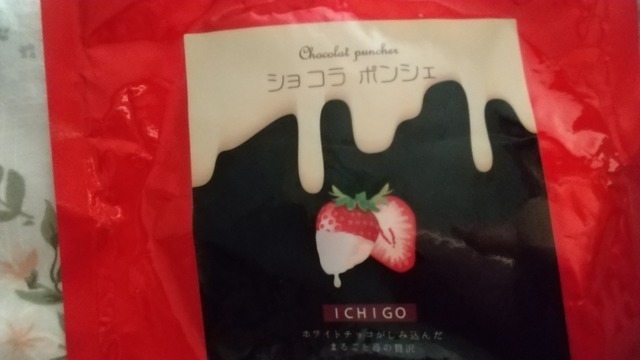 Chocolat puncher
ショコラ ポンシェ
ICHIGO
ホワイトチョコがしみ込んだ
まるごと苺の贅沢